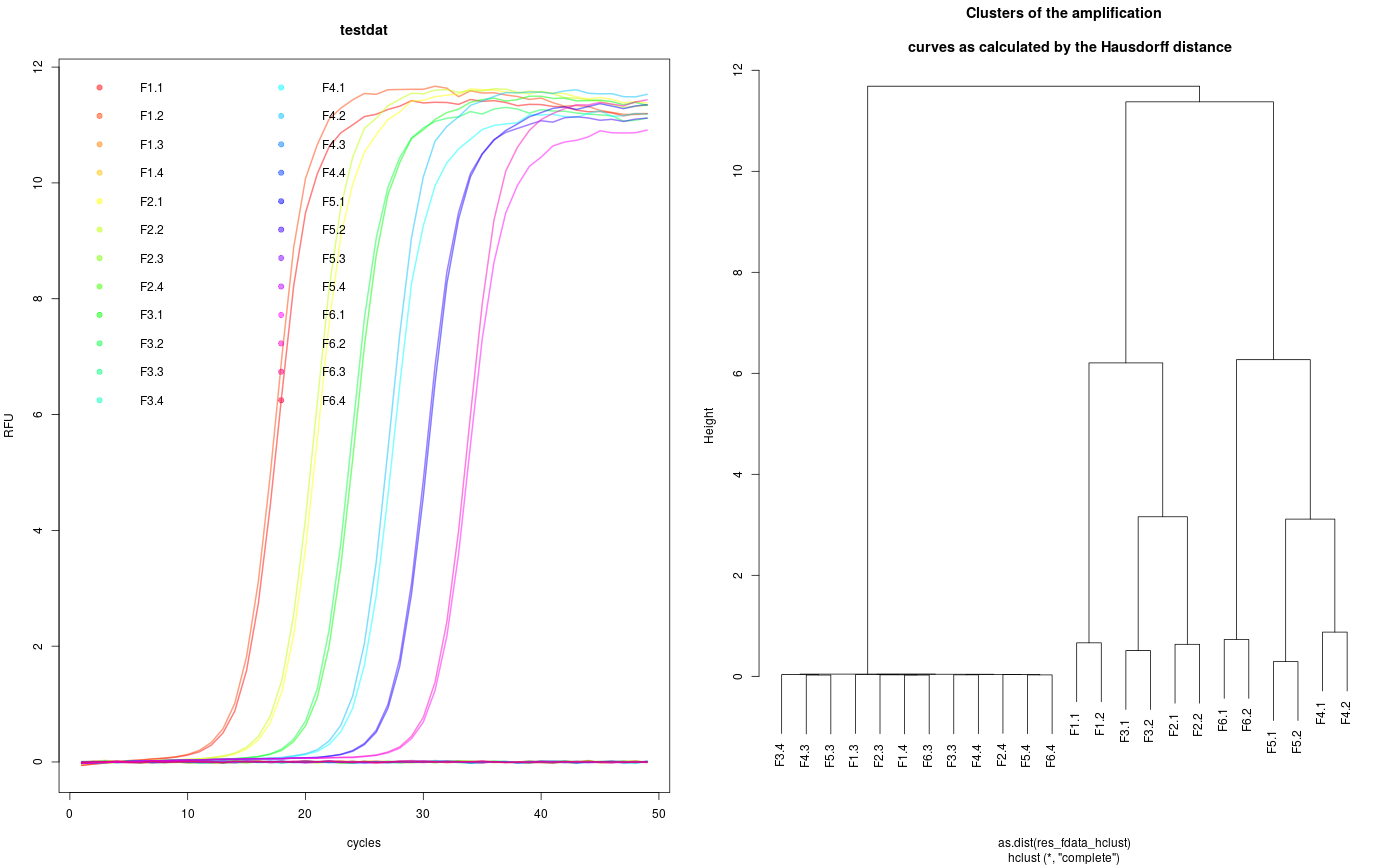 testdat
RFU
12
10
8
6
4
2
0
F1.1 F4.1
F1.2 F4.2
F1.3 F4.3
F1.4 F4.4
F2.1 F5.1
F2.2 F5.2
F2.3 F5.3
F2.4 F5.4
F3.1 F6.1
F3.2 F6.2
F3.3 F6.3
F3.4 F6.4
0 10 20 30 40 50
cycles
Clusters of the amplification
curves as calculated by the Hausdorff distance
Height
12
10
8
6
4
2
0
F3.4
F4.3
F5.3
F1.3
F2.3
F1.4
F6.3
F3.3
F4.4
F2.4
F5.4
F6.4
F1.1
F1.2
F3.1
F3.2
F2.1
F2.2
F6.1
F6.2
F5.1
F5.2
F4.1
F4.2
as.dist(res_fdata_hclust)
hclust (*, "complete")